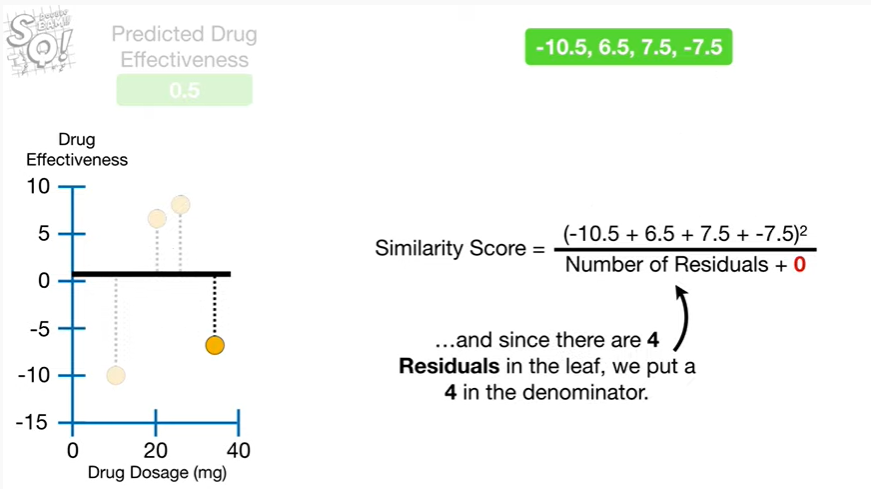 SQ!
BAM!!
Predicted Drug
Effectiveness
0.5
-10.5, 6.5, 7.5, -7.5
Drug
Effectiveness
10
5
0
-5
-10
-15
0
20
40
Drug Dosage (mg)
Similarity Score =
(-10.5 + 6.5 + 7.5 + -7.5)²
Number of Residuals + 0
…and since there are 4
Residuals in the leaf, we put a
4 in the denominator.